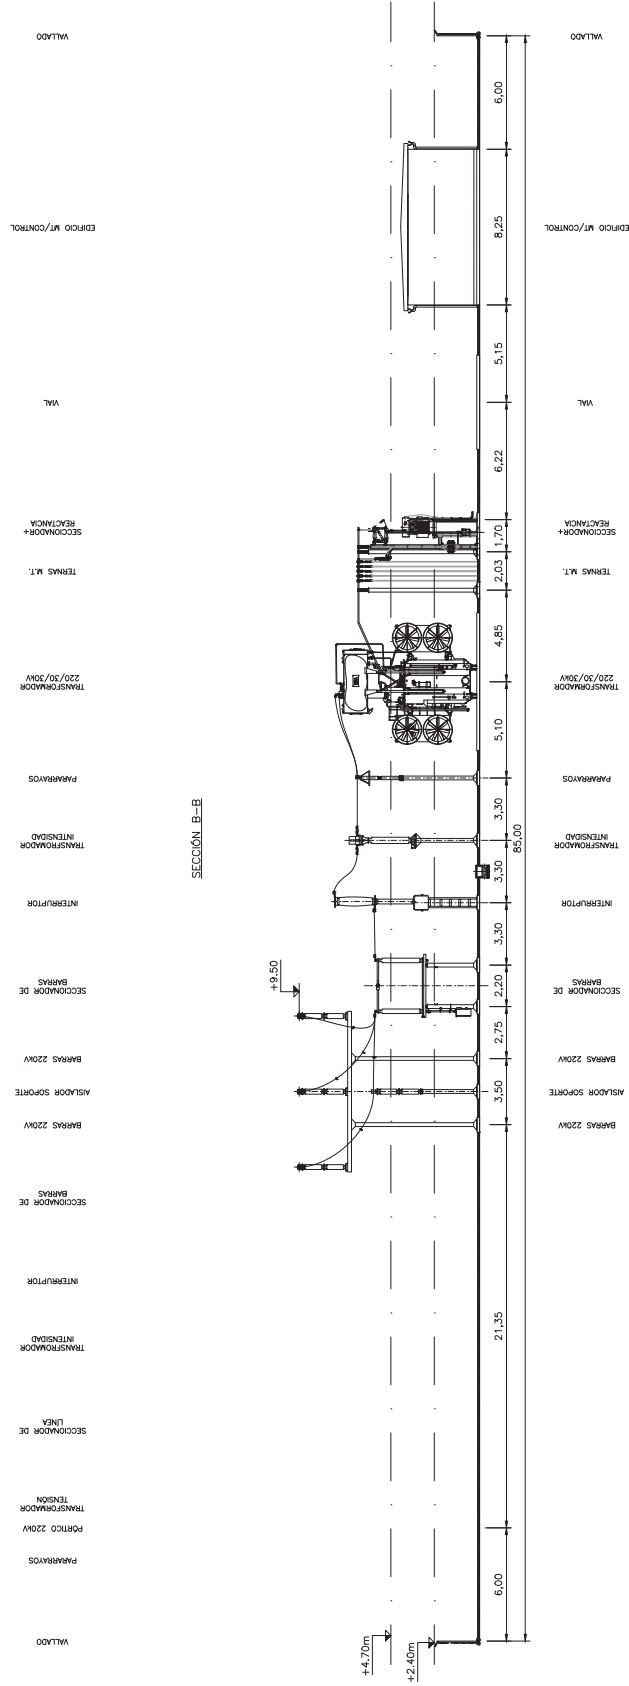 VALLADO
PARARRAYOS
PÓRTICO 220kV
TRANSFORMADOR
TENSIÓN
SECCIONADOR DE
LÍNEA
TRANSFROMADOR
INTENSIDAD
INTERRUPTOR
SECCIONADOR DE
BARRAS
BARRAS 220kV
AISLADOR SOPORTE
BARRAS 220kV
SECCIONADOR DE
BARRAS
INTERRUPTOR
TRANSFROMADOR
INTENSIDAD
PARARRAYOS
TRANSFORMADOR
220/30/30kV
TERNAS M.T.
SECCIONADOR+
REACTANCIA
VIAL
EDIFICIO MT/CONTROL
VALLADO
SECCIÓN B-B
+9.50
+4.70m
+2.40m
6,00
21,35
3,50
2,75
2,20
3,30
3,30
3,30
5,10
4,85
2,03
1,70
6,22
5,15
8,25
6,00
85,00
BARRAS 220kV
AISLADOR SOPORTE
BARRAS 220kV
SECCIONADOR DE
BARRAS
INTERRUPTOR
TRANSFROMADOR
INTENSIDAD
PARARRAYOS
TRANSFORMADOR
220/30/30kV
TERNAS M.T.
SECCIONADOR+
REACTANCIA
VIAL
EDIFICIO MT/CONTROL
VALLADO